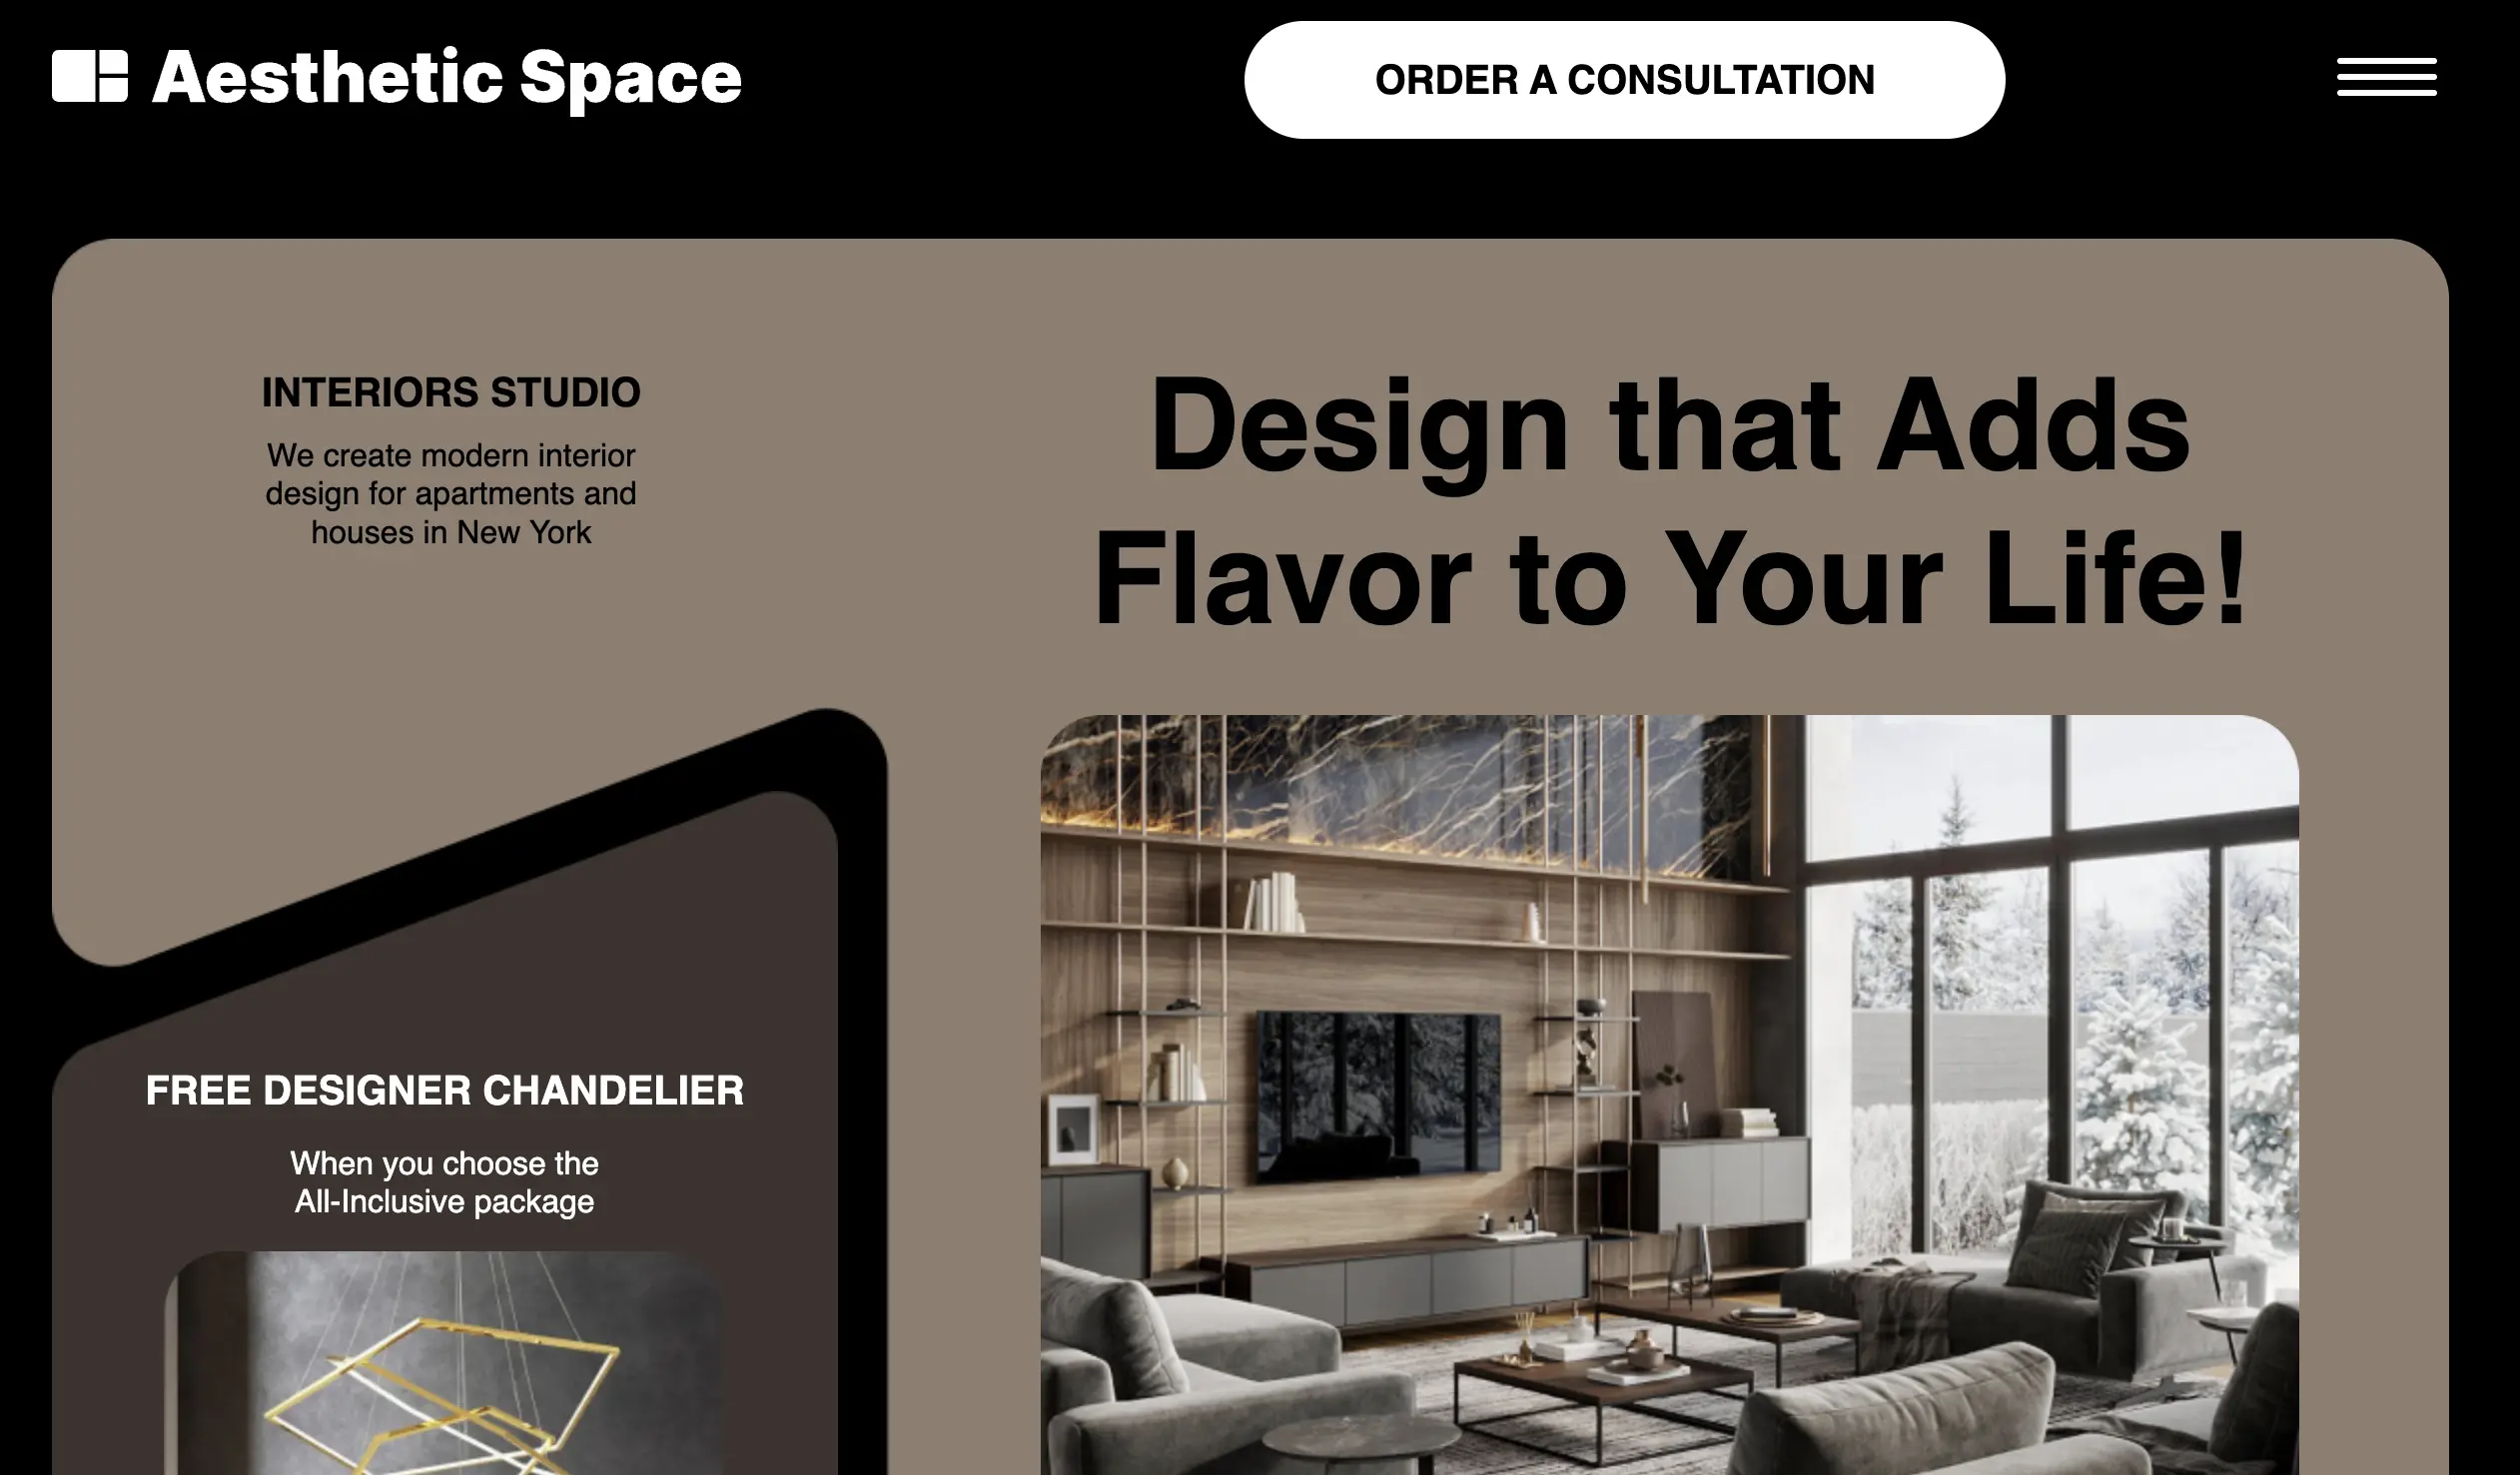 Aesthetic Space
ORDER A CONSULTATION
INTERIORS STUDIO
We create modern interior
design for apartments and
houses in New York
Design that Adds
Flavor to Your Life!
FREE DESIGNER CHANDELIER
When you choose the
All-Inclusive package